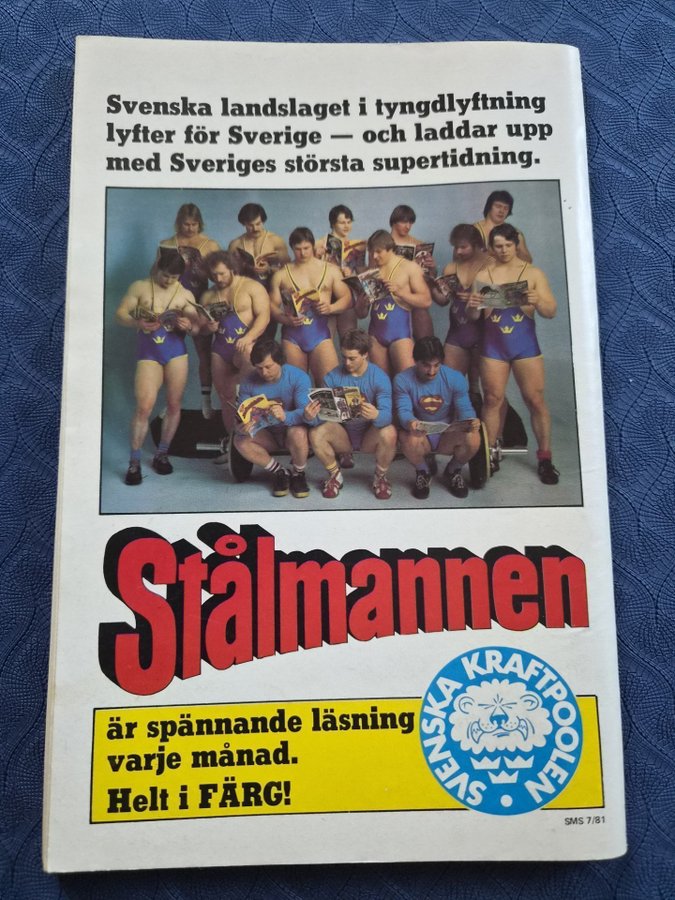 Svenska landslaget i tyngdlyftning
lyfter för Sverige — och laddar upp
med Sveriges största supertidning.
Stålmannen
är spännande läsning
varje månad.
Helt i FÄRG!
SVENSKA KRAFTPOOLEN
SMS 7/81